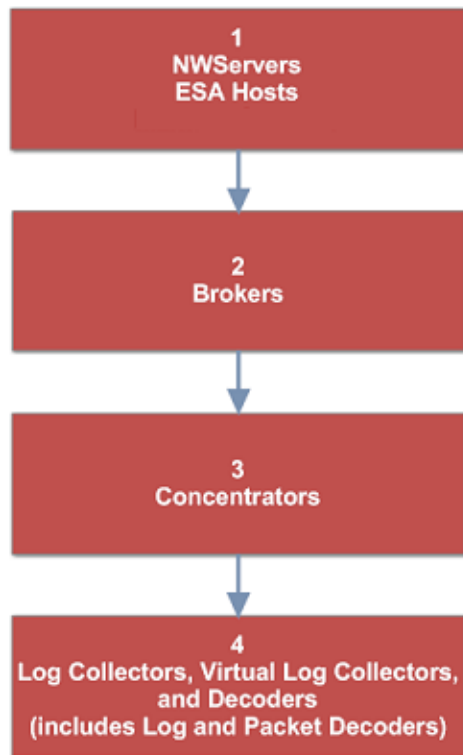 1
NWServers
ESA Hosts
2
Brokers
3
Concentrators
4
Log Collectors, Virtual Log Collectors,
and Decoders
(includes Log and Packet Decoders)